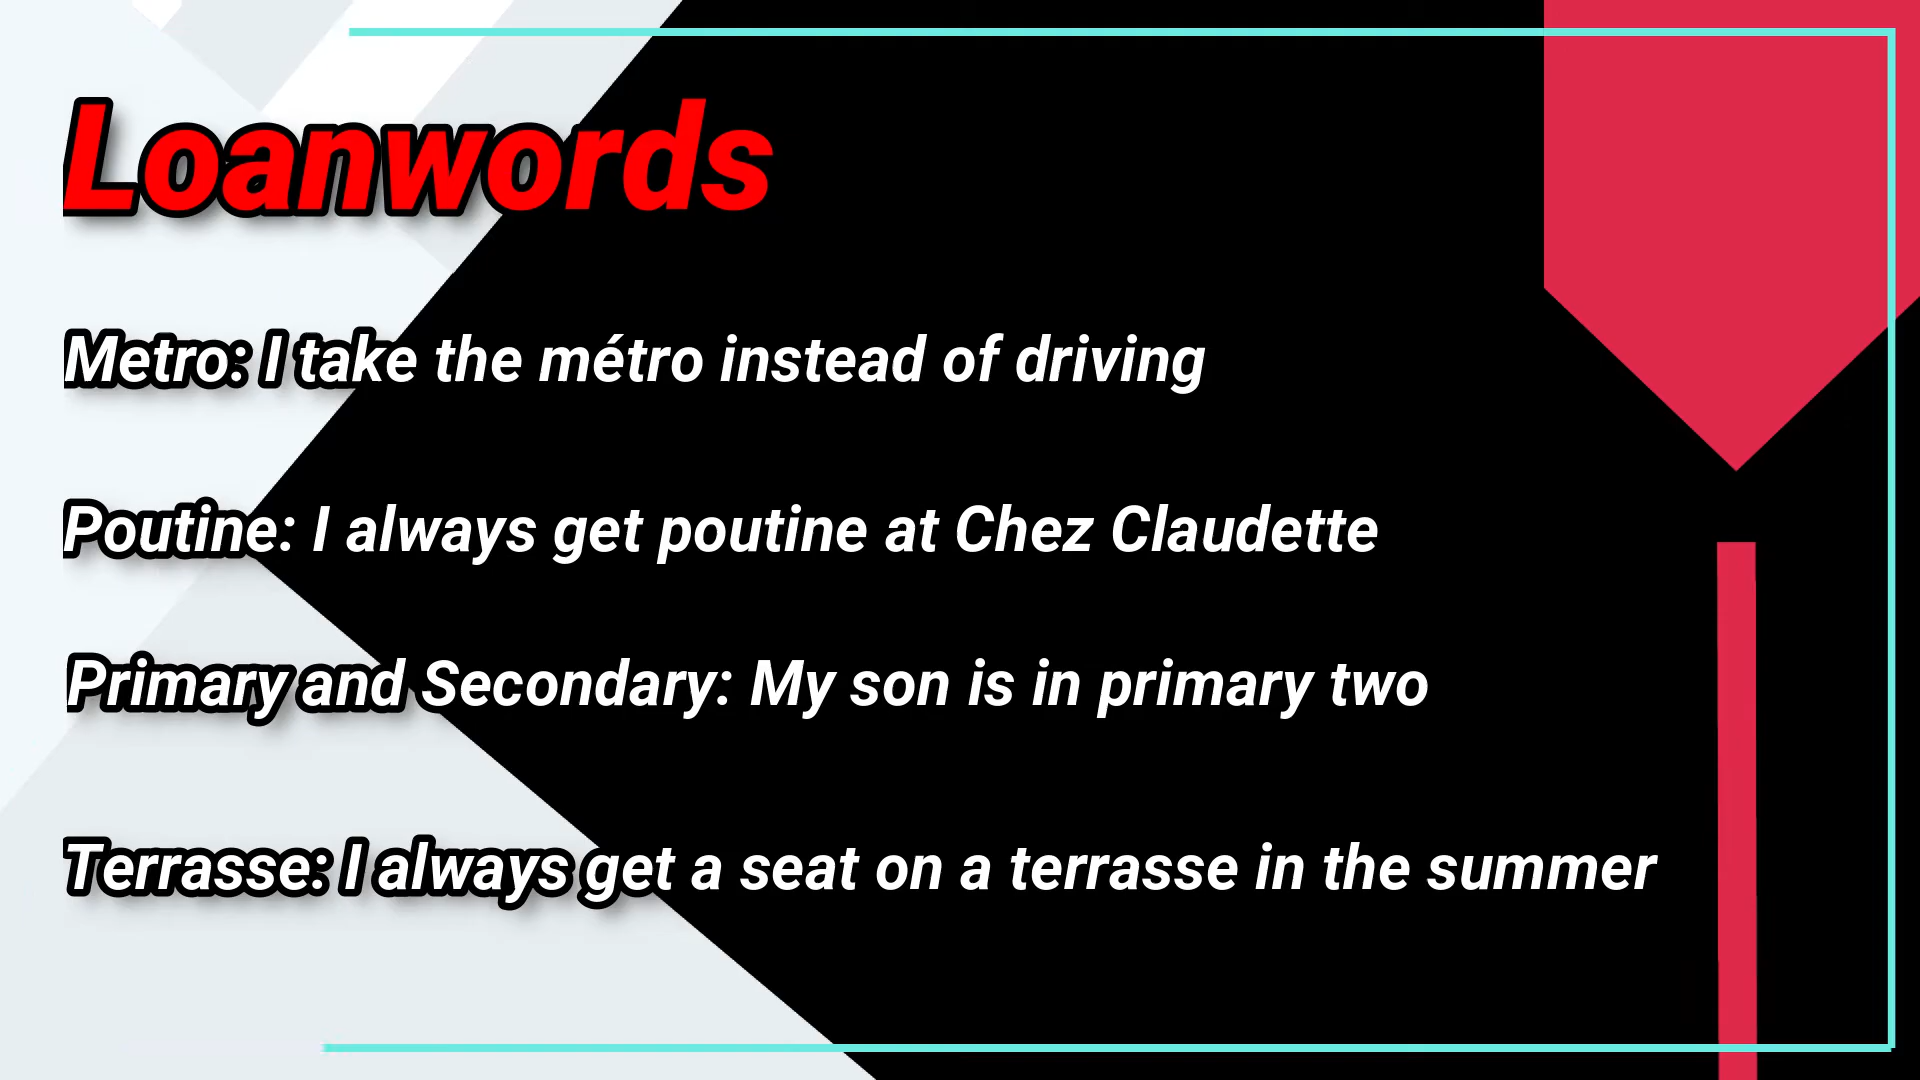 Loanwords
Metro: I take the métro instead of driving
Poutine: I always get poutine at Chez Claudette
Primary and Secondary: My son is in primary two
Terrasse: I always get a seat on a terrasse in the summer